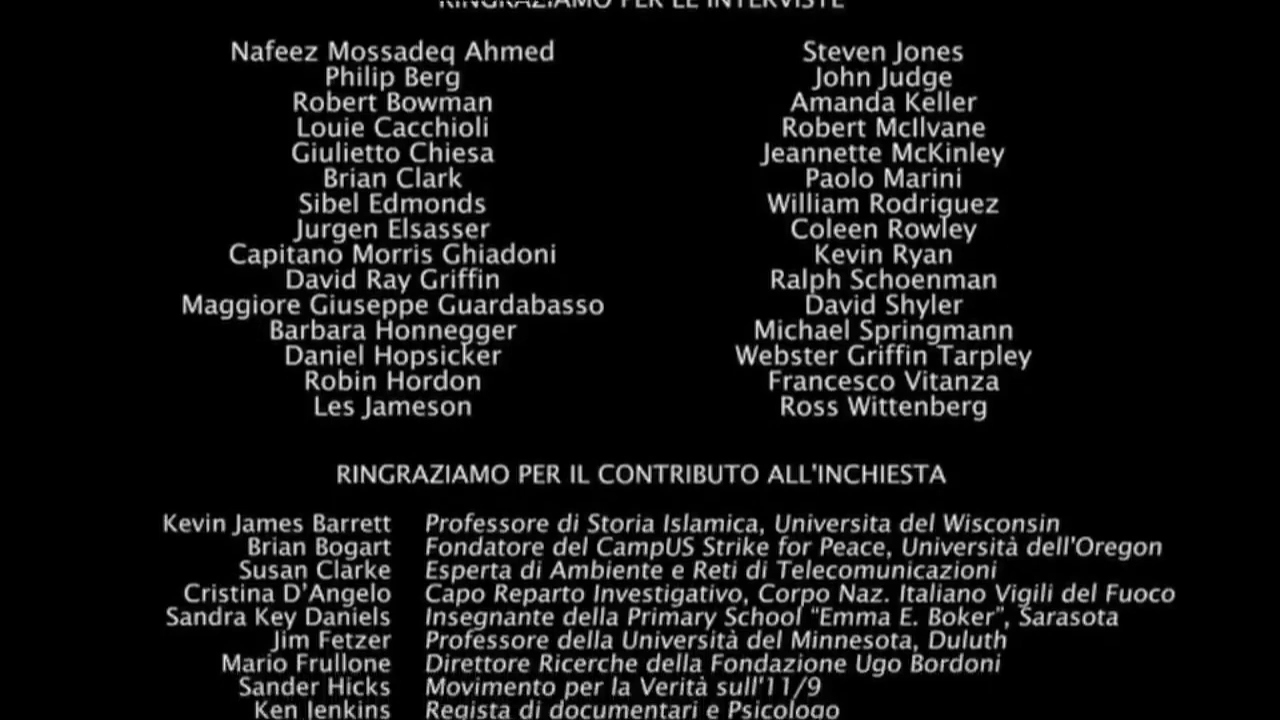 RINGRAZIAMO PER LE INTERVISTE
Nafeez Mossadeq Ahmed
Philip Berg
Robert Bowman
Louie Cacchioli
Giulietto Chiesa
Brian Clark
Sibel Edmonds
Jurgen Elsasser
Capitano Morris Ghiadoni
David Ray Griffin
Maggiore Giuseppe Guardabasso
Barbara Honnegger
Daniel Hopsicker
Robin Hordon
Les Jameson
Steven Jones
John Judge
Amanda Keller
Robert McIlvane
Jeannette McKinley
Paolo Marini
William Rodriguez
Coleen Rowley
Kevin Ryan
Ralph Schoenman
David Shyler
Michael Springmann
Webster Griffin Tarpley
Francesco Vitanza
Ross Wittenberg
RINGRAZIAMO PER IL CONTRIBUTO ALL'INCHIESTA
Kevin James Barrett Professore di Storia Islamica, Universita del Wisconsin
Brian Bogart Fondatore del CampUS Strike for Peace, Università dell'Oregon
Susan Clarke Esperta di Ambiente e Reti di Telecomunicazioni
Cristina D'Angelo Capo Reparto Investigativo, Corpo Naz. Italiano Vigili del Fuoco
Sandra Key Daniels Insegnante della Primary School “Emma E. Boker”, Sarasota
Jim Fetzer Professore della Università del Minnesota, Duluth
Mario Frullone Direttore Ricerche della Fondazione Ugo Bordoni
Sander Hicks Movimento per la Verità sull'11/9
Ken Jenkins Regista di documentari e Psicologo